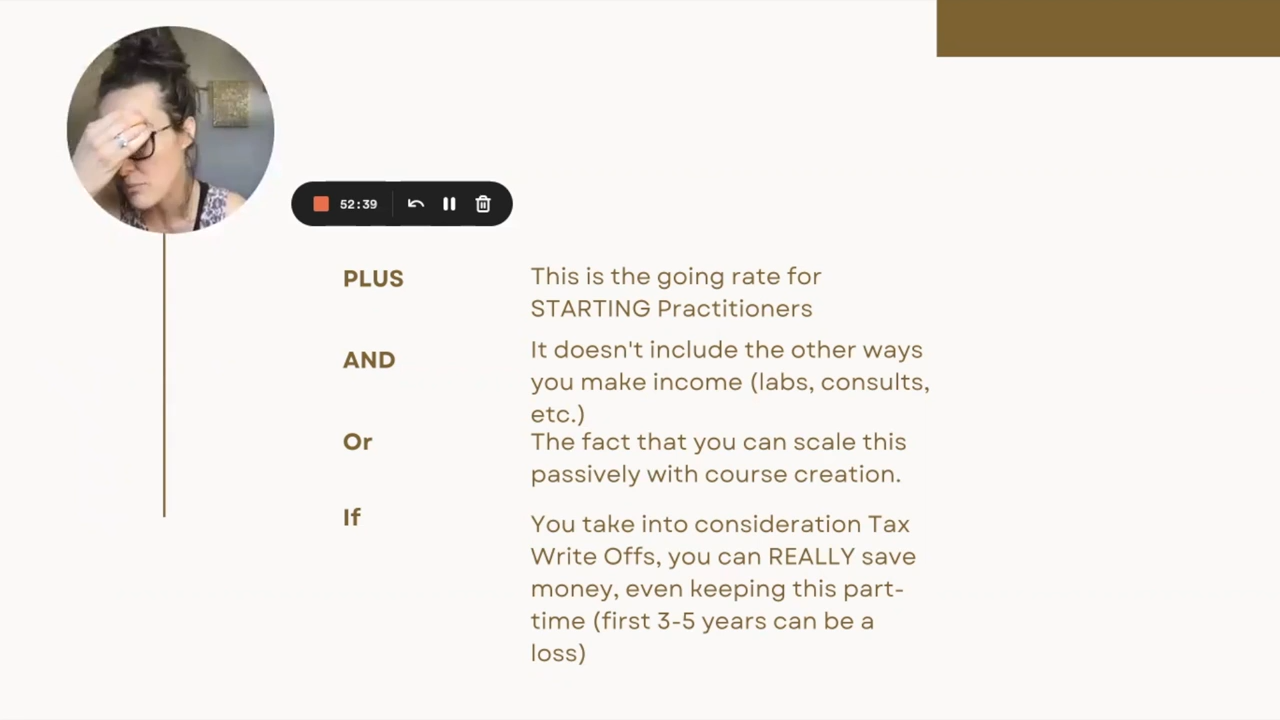 52:39
PLUS
This is the going rate for
STARTING Practitioners
AND
It doesn't include the other ways
you make income (labs, consults,
etc.)
Or
The fact that you can scale this
passively with course creation.
If
You take into consideration Tax
Write Offs, you can REALLY save
money, even keeping this part-
time (first 3-5 years can be a
loss)